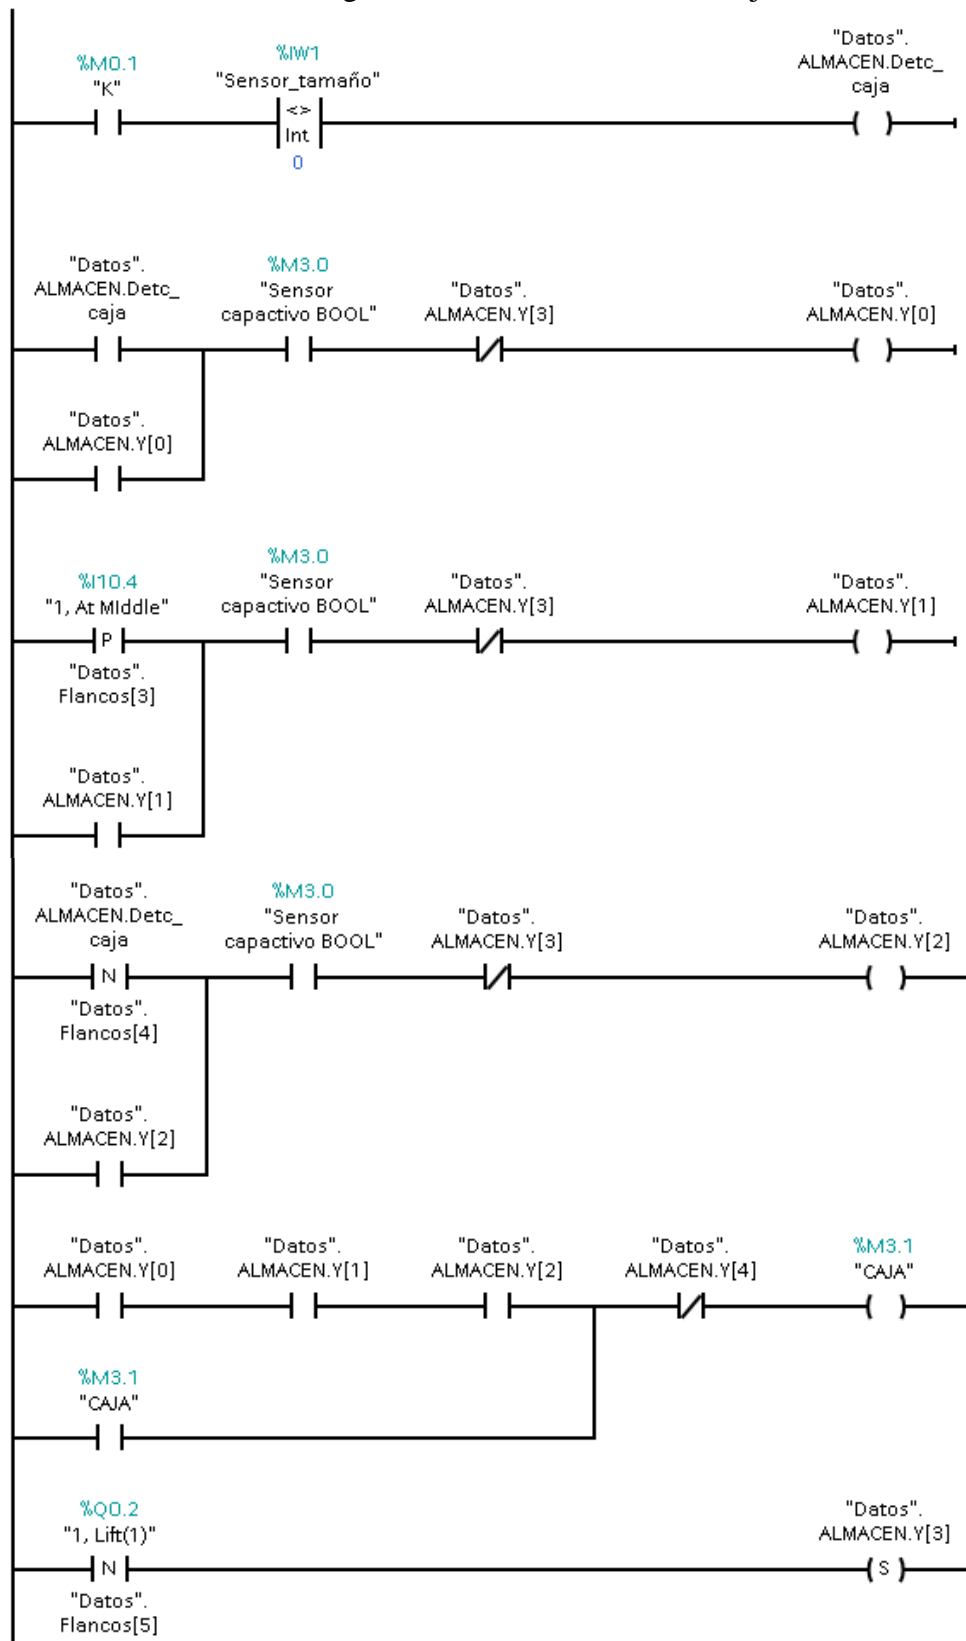 "Datos".
%M0.1
%IW1
ALMACEN.Detc_
"K"
"Sensor_tamaño"
caja
<>
Int
0
"Datos".
%M3.0
ALMACEN.Detc_
"Sensor
"Datos".
"Datos".
caja
capactivo BOOL"
ALMACEN.Y[3]
ALMACEN.Y[0]
"Datos".
ALMACEN.Y[0]
%M3.0
%I10.4
"Sensor
"Datos".
"Datos".
"1, At MIddle"
capactivo BOOL"
ALMACEN.Y[3]
ALMACEN.Y[1]
P
"Datos".
Flancos[3]
"Datos".
ALMACEN.Y[1]
"Datos".
%M3.0
ALMACEN.Detc_
"Sensor
"Datos".
"Datos".
caja
capactivo BOOL"
ALMACEN.Y[3]
ALMACEN.Y[2]
N
"Datos".
Flancos[4]
"Datos".
ALMACEN.Y[2]
"Datos".
"Datos".
"Datos".
"Datos".
%M3.1
ALMACEN.Y[0]
ALMACEN.Y[1]
ALMACEN.Y[2]
ALMACEN.Y[4]
"CAJA"
%M3.1
"CAJA"
%Q0.2
"Datos".
"1, Lift(1)"
ALMACEN.Y[3]
N
S
"Datos".
Flancos[5]